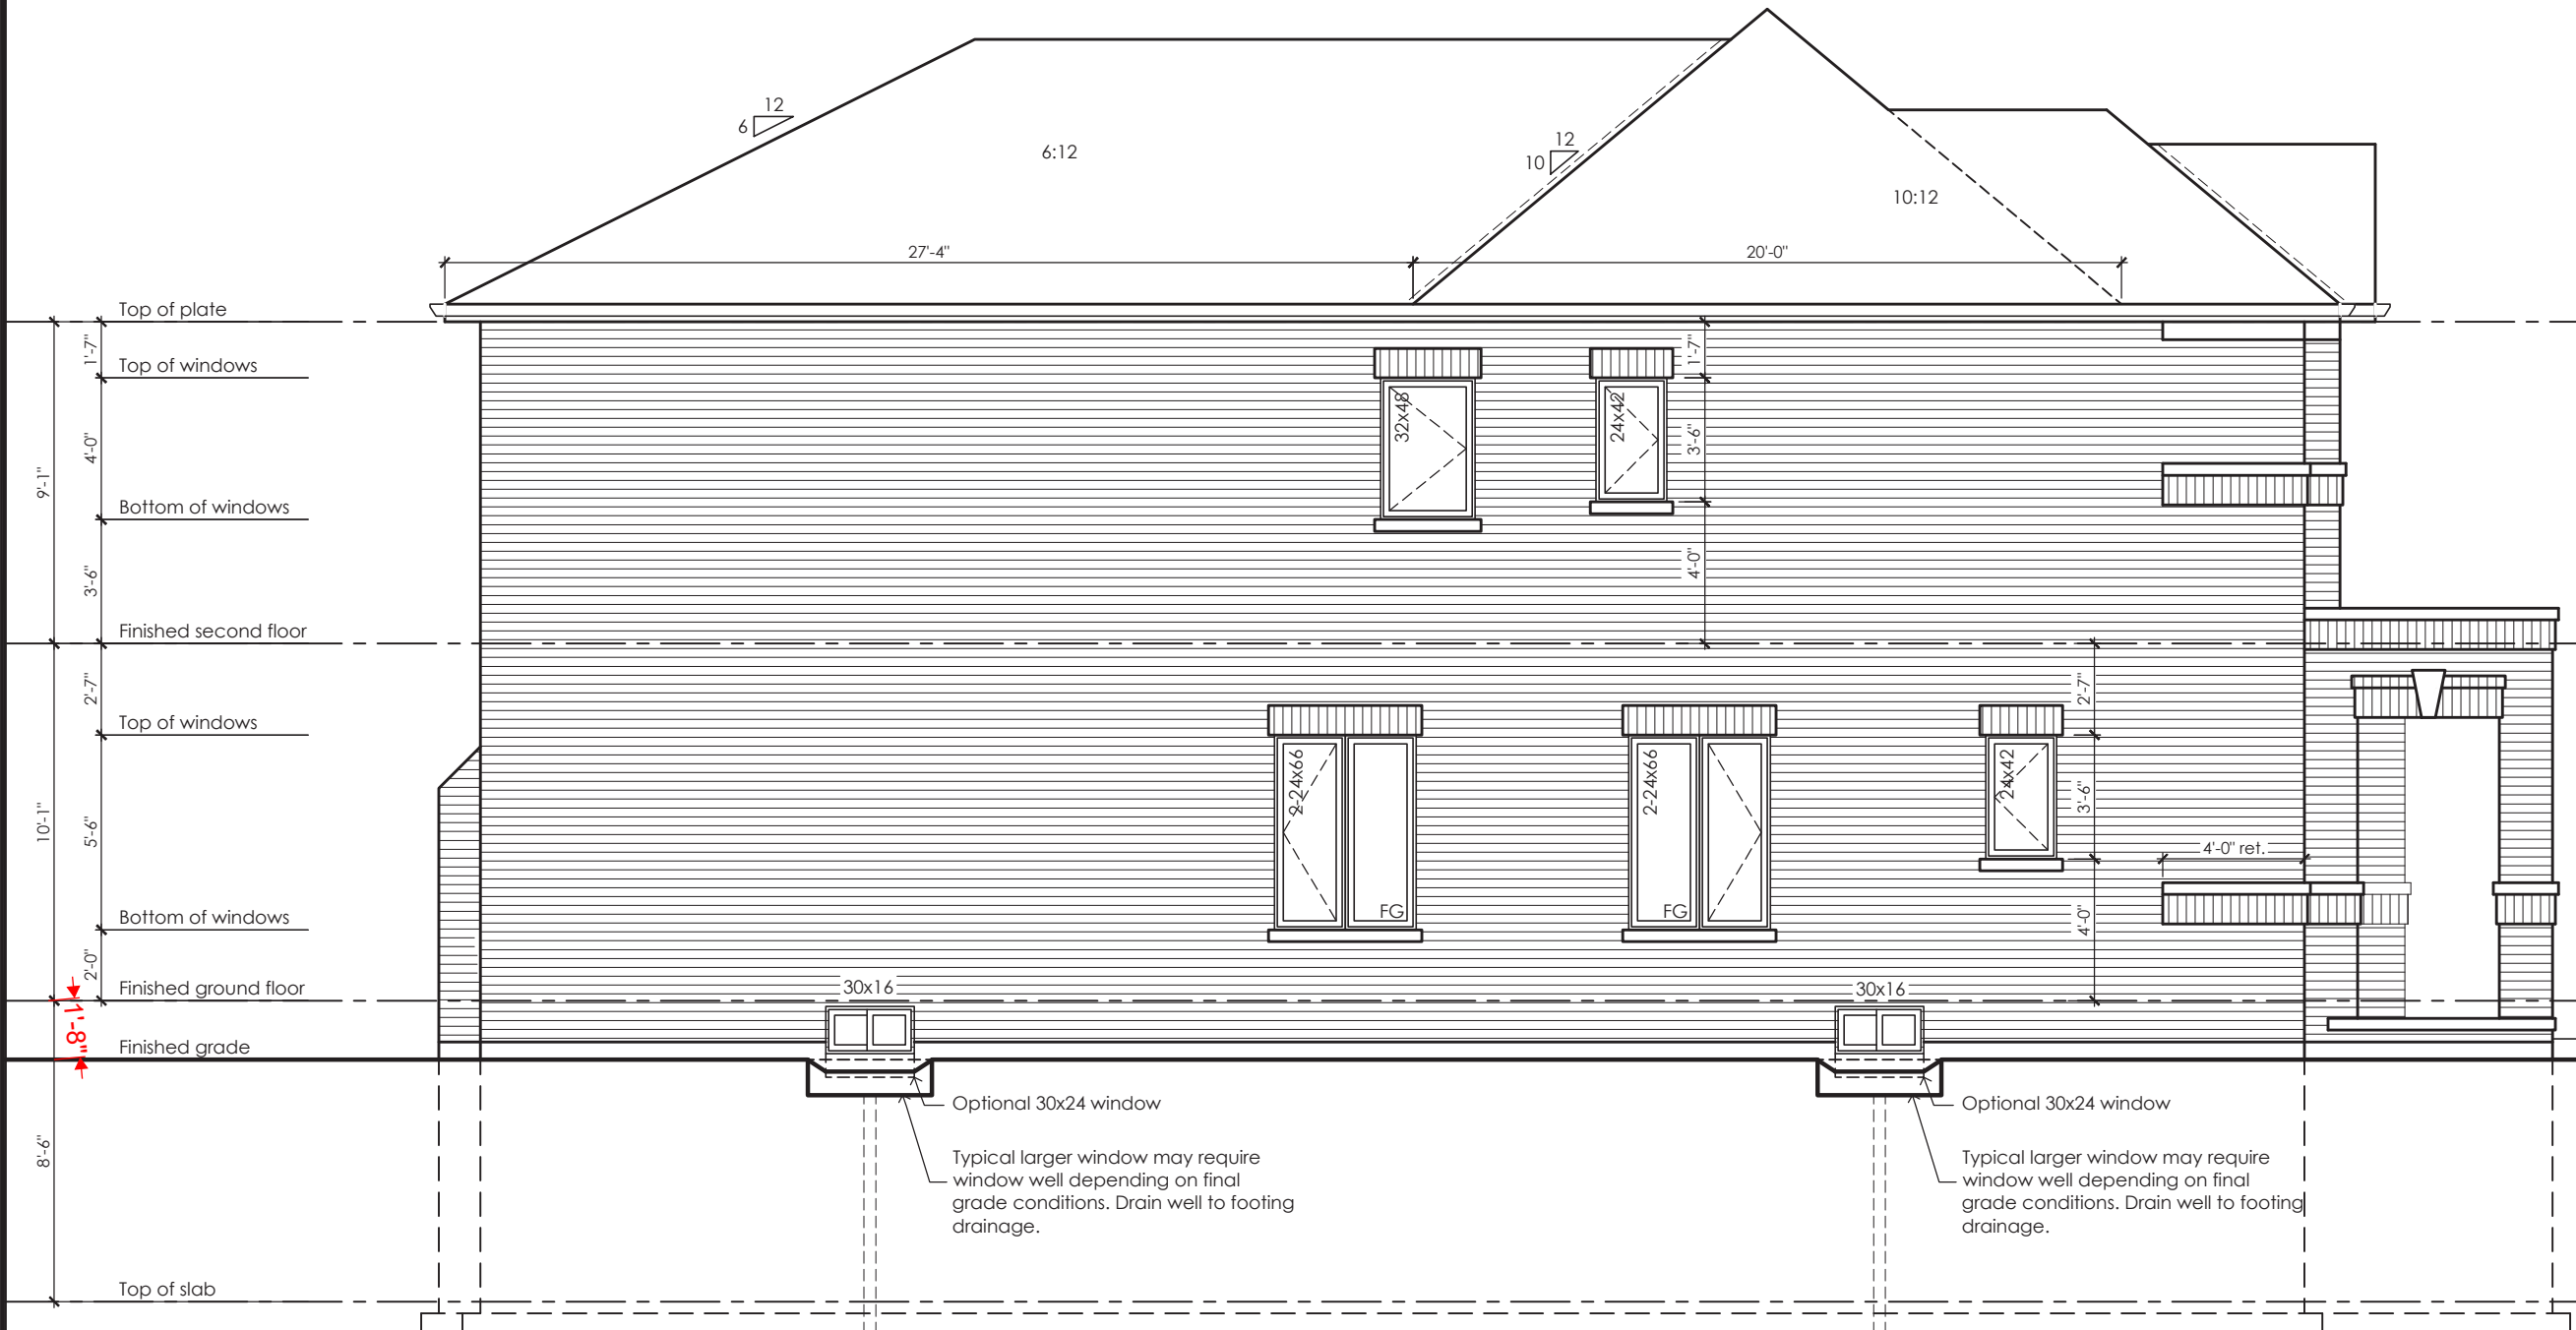 12
6
6:12
12
10
10:12
27'-4"
20'-0"
Top of plate
1'-7"
Top of windows
4'-0"
9'-1"
Bottom of windows
3'-6"
Finished second floor
2'-7"
Top of windows
10'-1"
5'-6"
Bottom of windows
2'-0"
Finished ground floor
1'-8"
Finished grade
8'-6"
Top of slab
32x48
24x42
1'-7"
3'-6"
4'-0"
2-24x66
FG
2-24x66
FG
24x42
2'-7"
3'-6"
4'-0"
4'-0" ret.
30x16
30x16
Optional 30x24 window
Typical larger window may require
window well depending on final
grade conditions. Drain well to footing
drainage.
Optional 30x24 window
Typical larger window may require
window well depending on final
grade conditions. Drain well to footing
drainage.